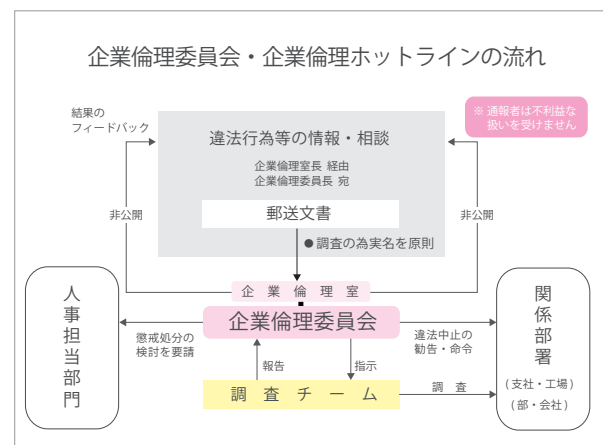 企業倫理委員会・企業倫理ホットラインの流れ
結果の
フィードバック
※ 通報者は不利益な
扱いを受けません
違法行為等の情報・相談
企業倫理室長 経由
企業倫理委員長 宛
郵送文書
非公開
非公開
●調査の為実名を原則
企業倫理室
企業倫理委員会
人事担当部門
懲戒処分の
検討を要請
違法中止の
勧告・命令
関係部署
(支社・工場)
(部・会社)
報告
指示
調査チーム
調査